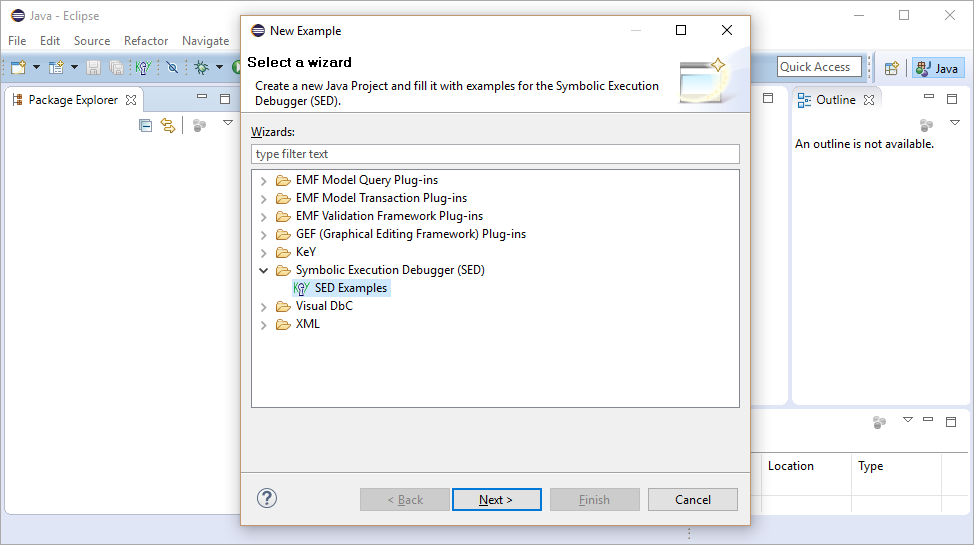 Java - Eclipse
File Edit Source Refactor Navigate
Quick Access
Java
Package Explorer
New Example
Select a wizard
Create a new Java Project and fill it with examples for the Symbolic Execution
Debugger (SED).
Wizards:
type filter text
EMF Model Query Plug-ins
EMF Model Transaction Plug-ins
EMF Validation Framework Plug-ins
GEF (Graphical Editing Framework) Plug-ins
KeY
Symbolic Execution Debugger (SED)
SED Examples
Visual DbC
XML
< Back
Next >
Finish
Cancel
Outline
An outline is not available.
Location Type